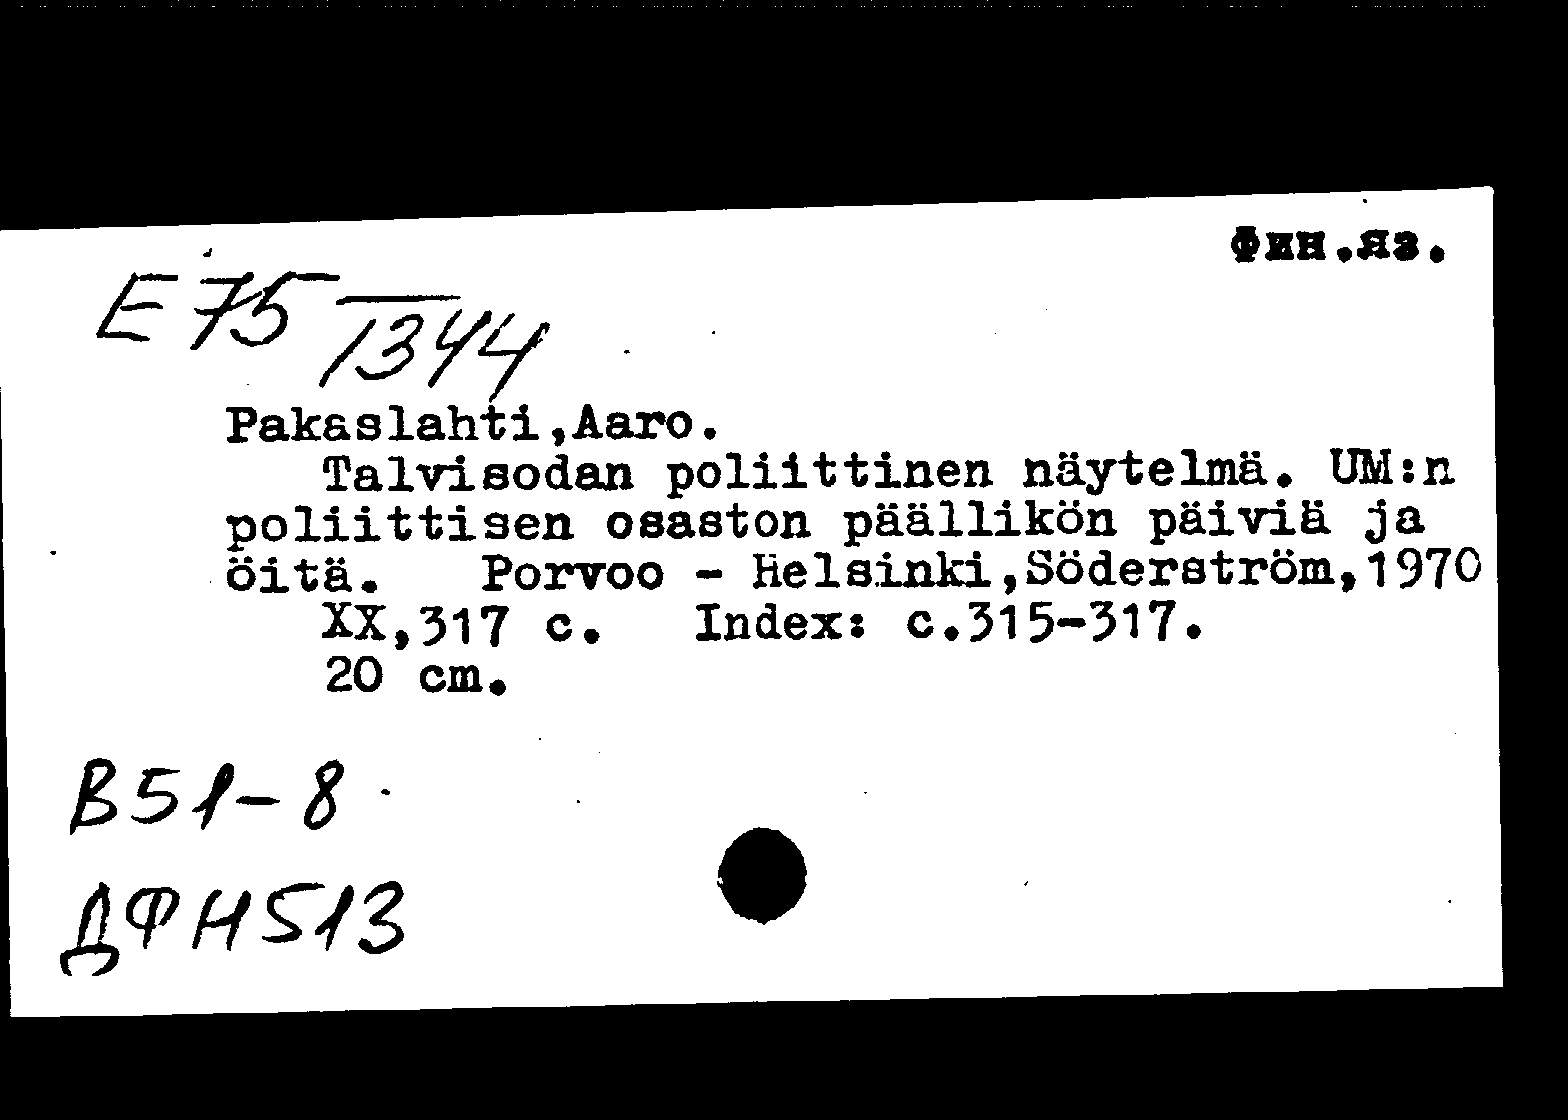 Фин.яз.
E 75/1344
Pakaslahti,Aaro.
Talvisodan poliittinen näytelmä. UM:n
poliittisen osaston päällikön päiviä ja
öitä. Porvoo - Helsinki,Söderström,1970
XX,317 c. Index: c.315-317.
20 cm.
B51-8
ДФН513